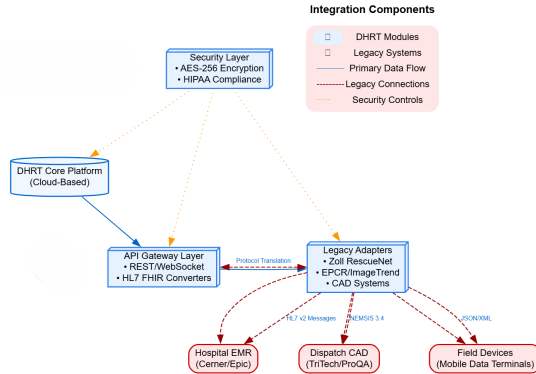 Integration Components
DHRT Modules
Legacy Systems
Primary Data Flow
Legacy Connections
Security Controls
Security Layer
• AES-256 Encryption
• HIPAA Compliance
DHRT Core Platform
(Cloud-Based)
API Gateway Layer
• REST/WebSocket
• HL7 FHIR Converters
Protocol Translation
Legacy Adapters
• Zoll RescueNet
• EPCR/ImageTrend
• CAD Systems
HL7 v2 Messages
NEMSIS 3.4
JSON/XML
Hospital EMR
(Cerner/Epic)
Dispatch CAD
(TriTech/ProQA)
Field Devices
(Mobile Data Terminals)